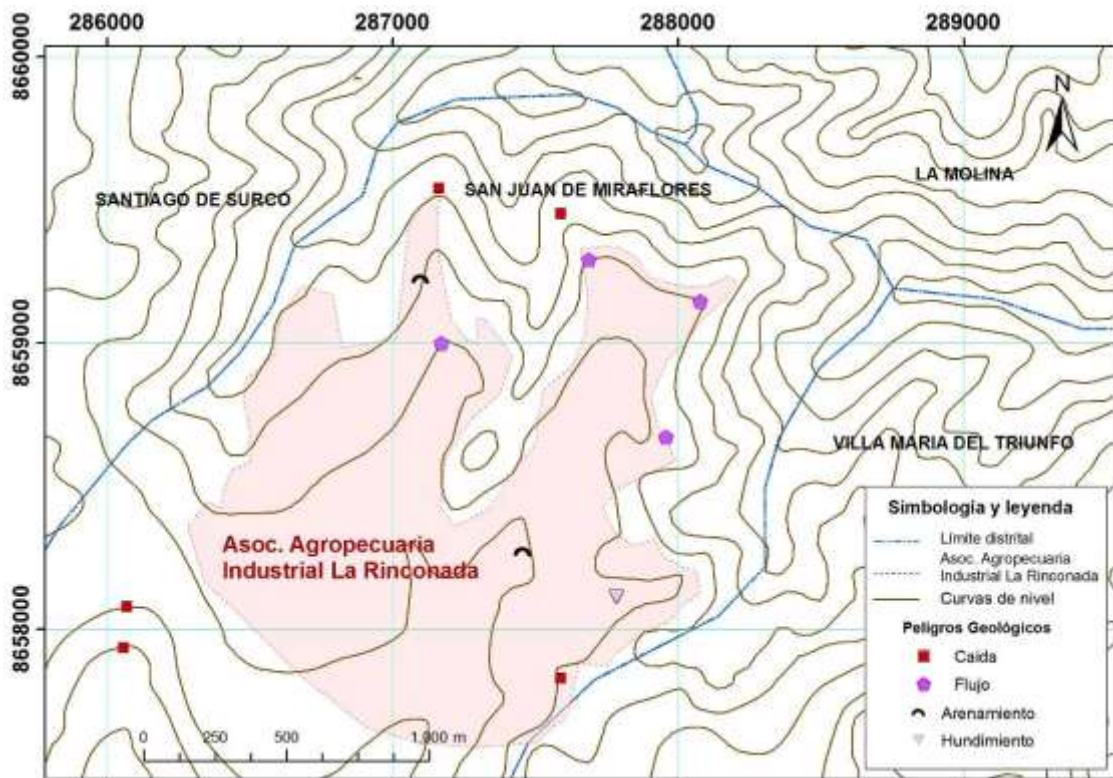 286000 287000 288000 289000
8660000
8659000
8658000
N
LA MOLINA
SANTIAGO DE SURCO
SAN JUAN DE MIRAFLORES
VILLA MARIA DEL TRIUNFO
Asoc. Agropecuaria
Industrial La Rinconada
0 250 500 1,000 m
Simbología y leyenda
Límite distrital
Asoc. Agropecuaria
Industrial La Rinconada
Curvas de nivel
Peligros Geológicos
Caida
Flujo
Arenamiento
Hundimiento